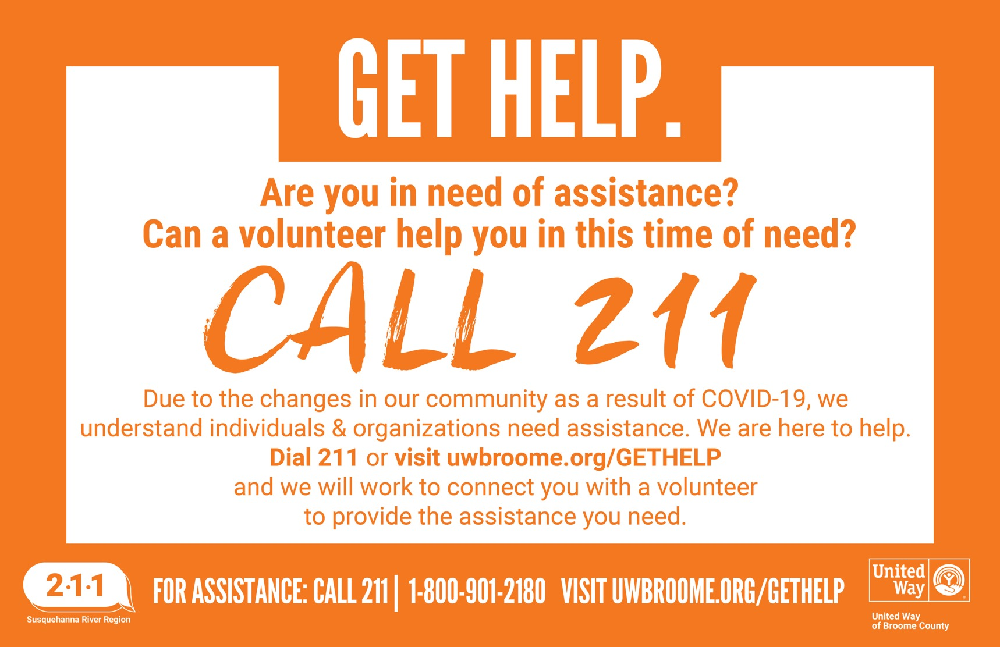 GET HELP.
Are you in need of assistance?
Can a volunteer help you in this time of need?
CALL 211
Due to the changes in our community as a result of COVID-19, we
understand individuals & organizations need assistance. We are here to help.
Dial 211 or visit uwbroome.org/GETHELP
and we will work to connect you with a volunteer
to provide the assistance you need.
2·1·1
Susquehanna River Region
FOR ASSISTANCE: CALL 211 | 1-800-901-2180 VISIT UWBROOME.ORG/GETHELP
United
Way
United Way
of Broome County